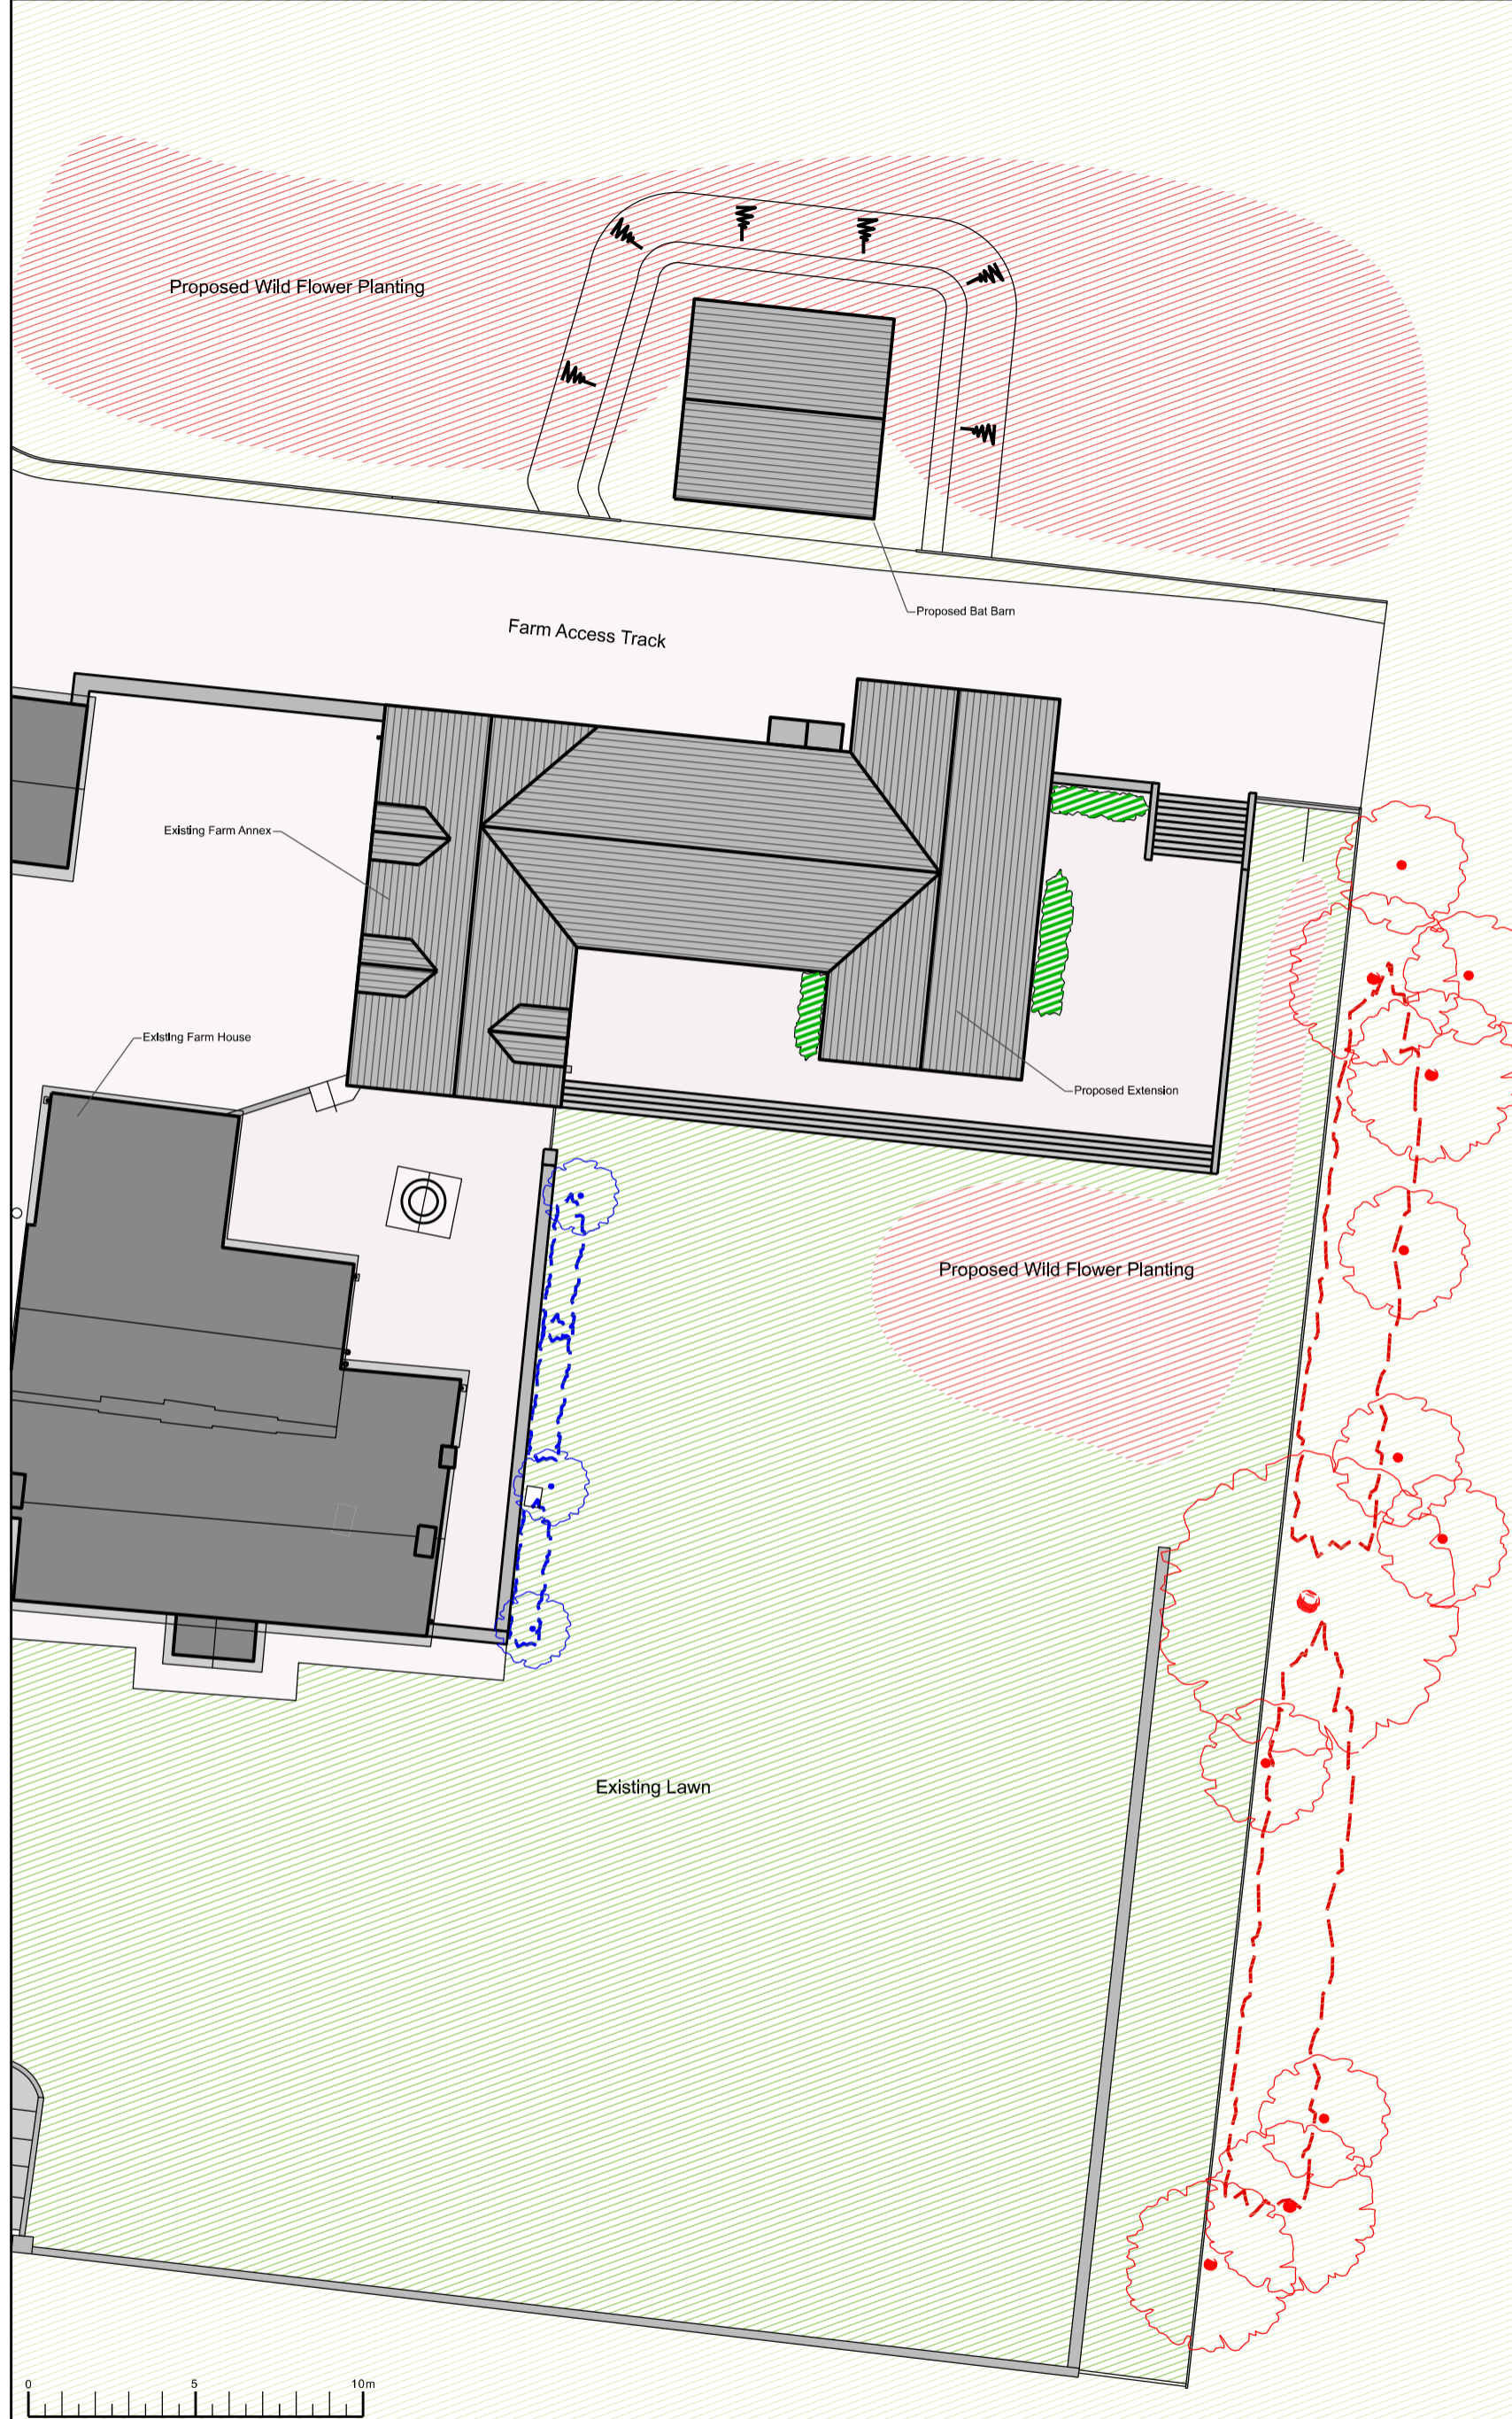 Proposed Wild Flower Planting
Proposed Bat Barn
Farm Access Track
Existing Farm Annex
Existing Farm House
Proposed Extension
Proposed Wild Flower Planting
Existing Lawn
0 5 10m